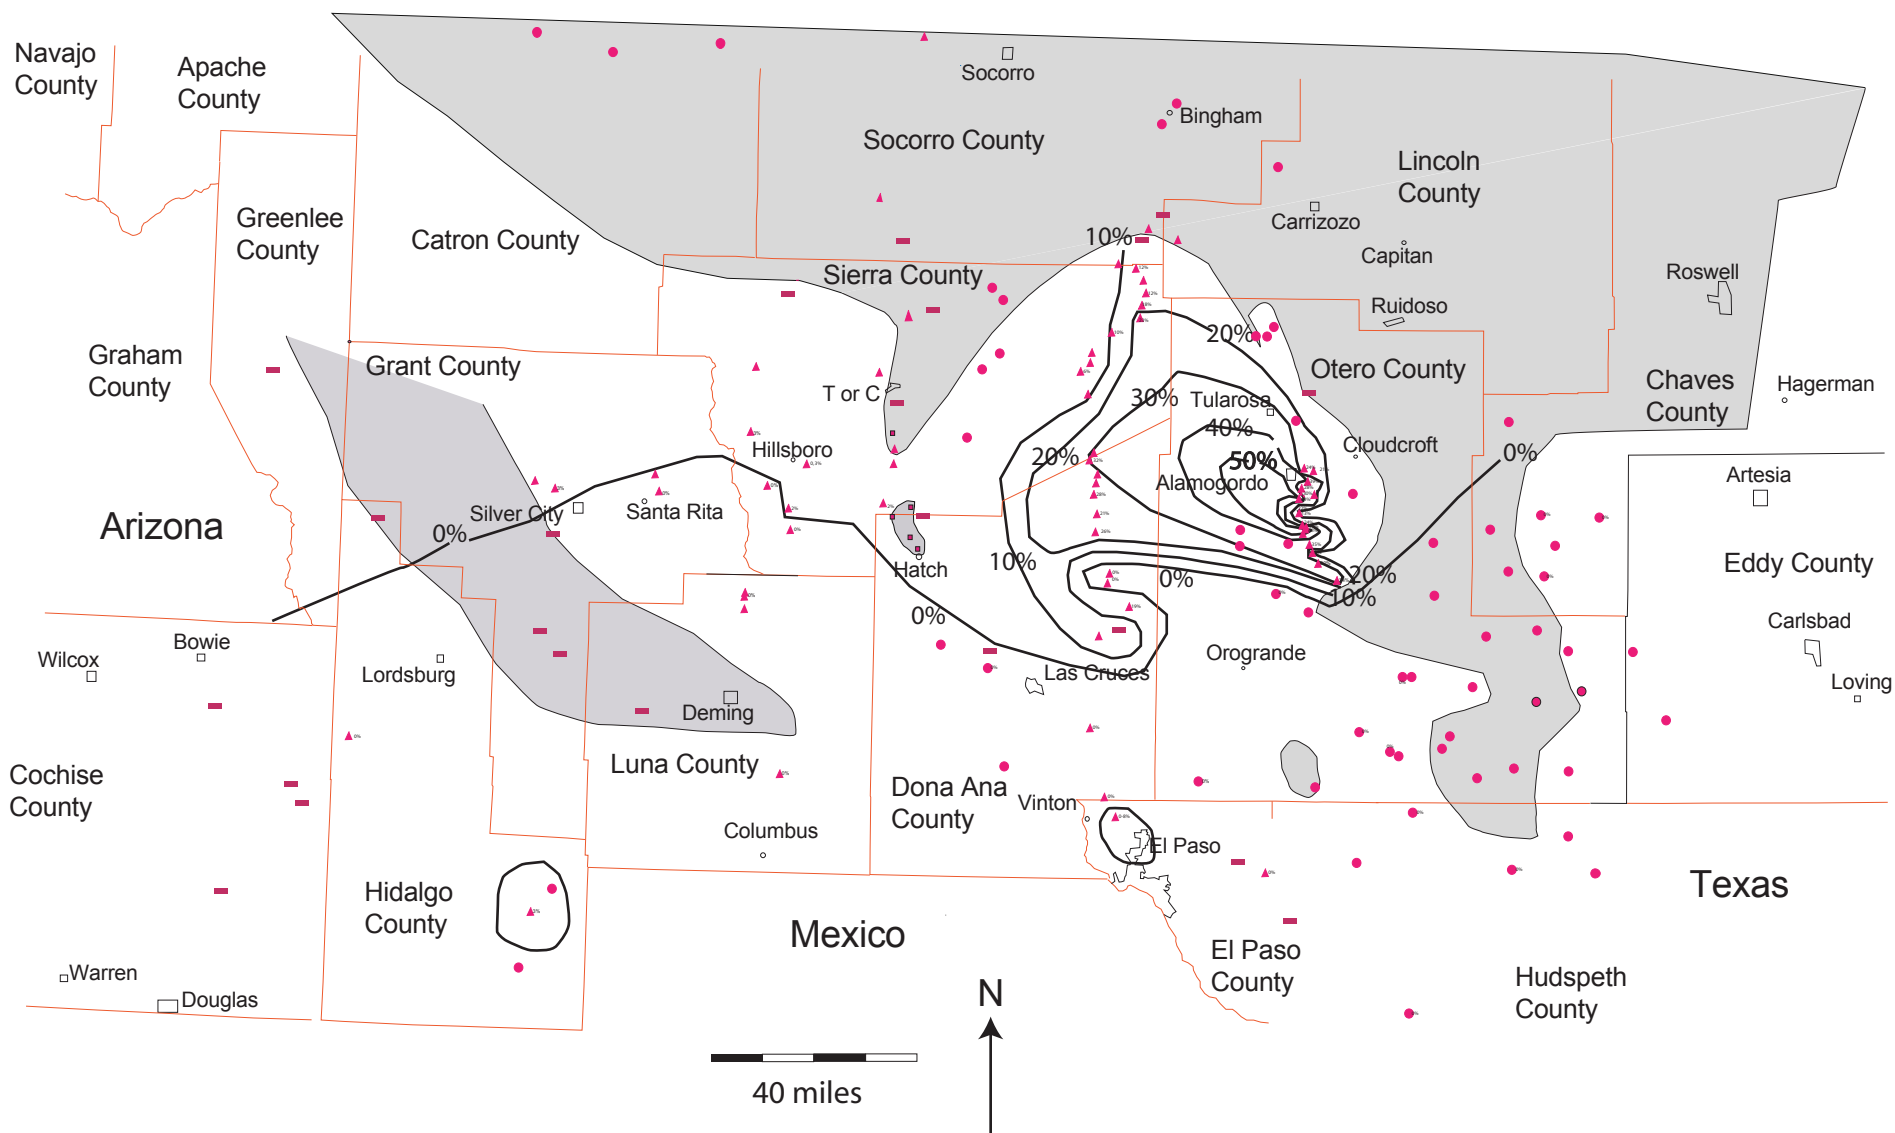 Navajo
County
Apache
County
Socorro
Bingham
Socorro County
Lincoln
County
Greenlee
County
Catron County
Carrizozo
10%
Capitan
Sierra County
Roswell
Ruidoso
20%
Graham
County
Grant County
Otero County
Chaves
County
Hagerman
T or C
30%
Tularosa
40%
Hillsboro
Cloudcroft
0%
20%
50%
Alamogordo
Artesia
Arizona
Silver City
Santa Rita
0%
Hatch
10%
0%
20%
10%
Eddy County
0%
Carlsbad
Bowie
Wilcox
Lordsburg
Orogrande
Las Cruces
Loving
Deming
Luna County
Cochise
County
Dona Ana
County
Vinton
Columbus
El Paso
Hidalgo
County
Texas
Mexico
El Paso
County
Warren
Douglas
Hudspeth
County
N
40 miles